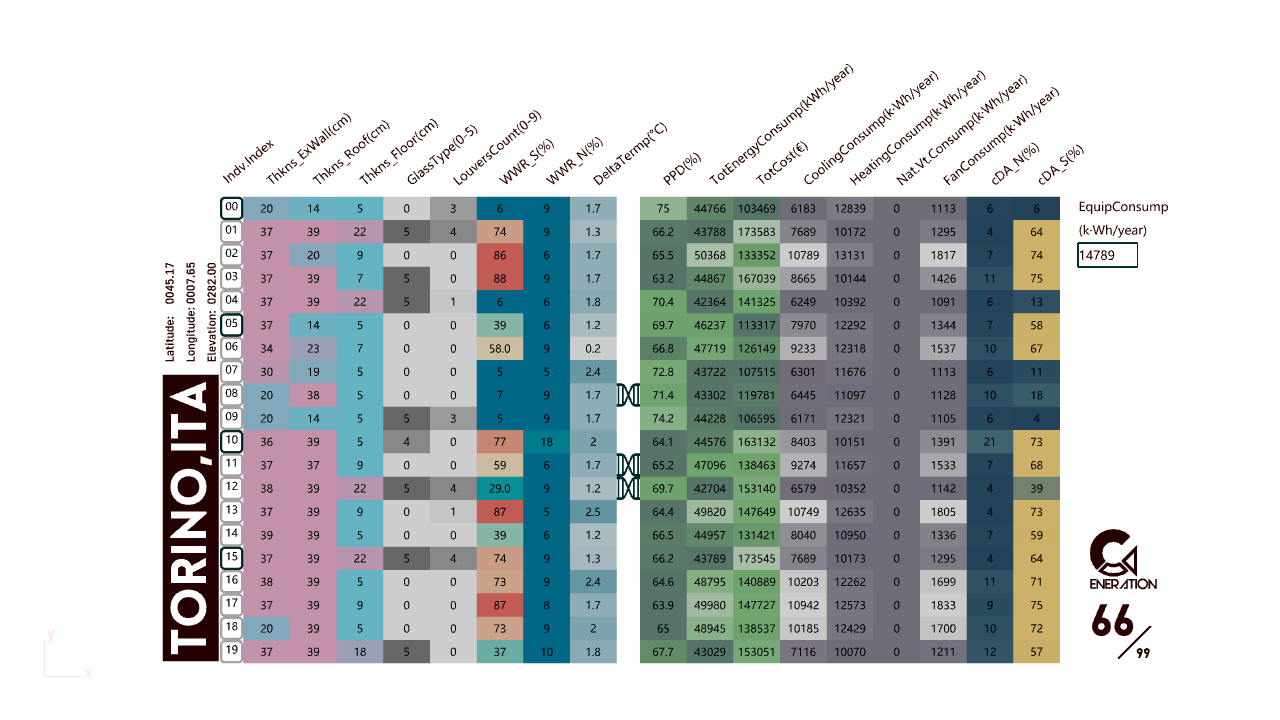 Indv.Index Thkns_ExWall(cm) Thkns_Roof(cm) Thkns_Floor(cm) GlassType(0-5) LouversCount(0-9) WWR_S(%) WWR_N(%) DeltaTermp(°C) PPD(%) TotEnergyConsump(kWh/year) TotCost(€) CoolingConsump(k·Wh/year) HeatingConsump(k·Wh/year) Nat.Vt.Consump(k·Wh/year) FanConsump(k·Wh/year) cDA_N(%) cDA_S(%)
00 20 14 5 0 3 6 9 1.7 75 44766 103469 6183 12839 0 1113 6 6
01 37 39 22 5 4 74 9 1.3 66.2 43788 173583 7689 10172 0 1295 4 64
02 37 20 9 0 0 86 6 1.7 65.5 50368 133352 10789 13131 0 1817 7 74
03 37 39 7 5 0 88 9 1.7 63.2 44867 167039 8665 10144 0 1426 11 75
04 37 39 22 5 1 6 6 1.8 70.4 42364 141325 6249 10392 0 1091 6 13
05 37 14 5 0 0 39 6 1.2 69.7 46237 113317 7970 12292 0 1344 7 58
06 34 23 7 0 0 58.0 9 0.2 66.8 47719 126149 9233 12318 0 1537 10 67
07 30 19 5 0 0 5 5 2.4 72.8 43722 107515 6301 11676 0 1113 6 11
08 20 38 5 0 0 7 9 1.7 71.4 43302 119781 6445 11097 0 1128 10 18
09 20 14 5 5 3 5 9 1.7 74.2 44228 106595 6171 12321 0 1105 6 4
10 36 39 5 4 0 77 18 2 64.1 44576 163132 8403 10151 0 1391 21 73
11 37 37 9 0 0 59 6 1.7 65.2 47096 138463 9274 11657 0 1533 7 68
12 38 39 22 5 4 29.0 9 1.2 69.7 42704 153140 6579 10352 0 1142 4 39
13 37 39 9 0 1 87 5 2.5 64.4 49820 147649 10749 12635 0 1805 4 73
14 39 39 5 0 0 39 6 1.2 66.5 44957 131421 8040 10950 0 1336 7 59
15 37 39 22 5 4 74 9 1.3 66.2 43789 173545 7689 10173 0 1295 4 64
16 38 39 5 0 0 73 9 2.4 64.6 48795 140889 10203 12262 0 1699 11 71
17 37 39 9 0 0 87 8 1.7 63.9 49980 147727 10942 12573 0 1833 9 75
18 20 39 5 0 0 73 9 2 65 48945 138537 10185 12429 0 1700 10 72
19 37 39 18 5 0 37 10 1.8 67.7 43029 153051 7116 10070 0 1211 12 57
EquipConsump
(k·Wh/year)
14789
Latitude: 0045.17
Longitude: 0007.65
Elevation: 0282.00
TORINO,ITA
ENERATION
66/99
y
x